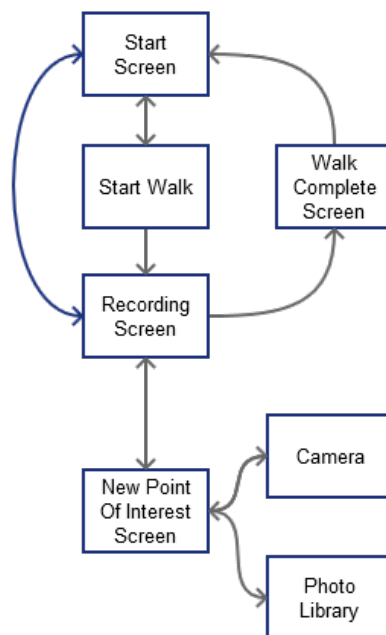 Start
Screen
Start Walk
Walk
Complete
Screen
Recording
Screen
Camera
New Point
Of Interest
Screen
Photo
Library